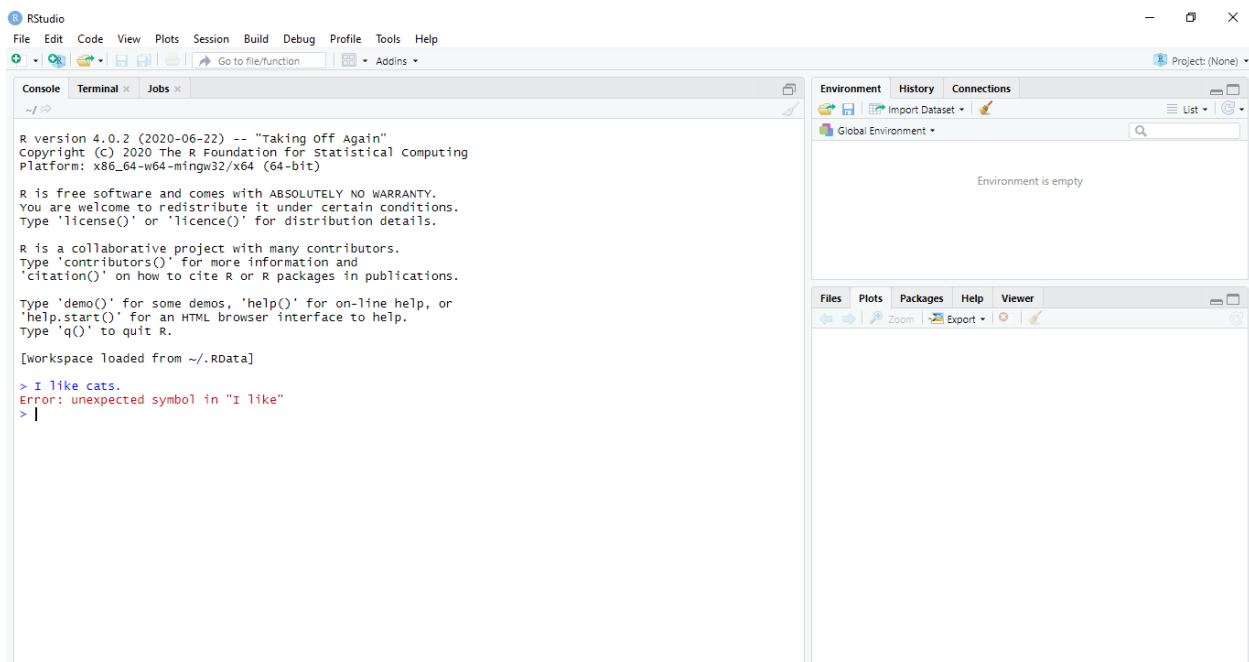 RStudio
File Edit Code View Plots Session Build Debug Profile Tools Help
Go to file/function Addins Project: (None)
Console Terminal Jobs
~/
R version 4.0.2 (2020-06-22) -- "Taking Off Again"
Copyright (C) 2020 The R Foundation for Statistical Computing
Platform: x86_64-w64-mingw32/x64 (64-bit)
R is free software and comes with ABSOLUTELY NO WARRANTY.
You are welcome to redistribute it under certain conditions.
Type 'license()' or 'licence()' for distribution details.
R is a collaborative project with many contributors.
Type 'contributors()' for more information and
'citation()' on how to cite R or R packages in publications.
Type 'demo()' for some demos, 'help()' for on-line help, or
'help.start()' for an HTML browser interface to help.
Type 'q()' to quit R.
[Workspace loaded from ~/.RData]
> I like cats.
Error: unexpected symbol in "I like"
>
Environment History Connections
Import Dataset List
Global Environment
Environment is empty
Files Plots Packages Help Viewer
Zoom Export